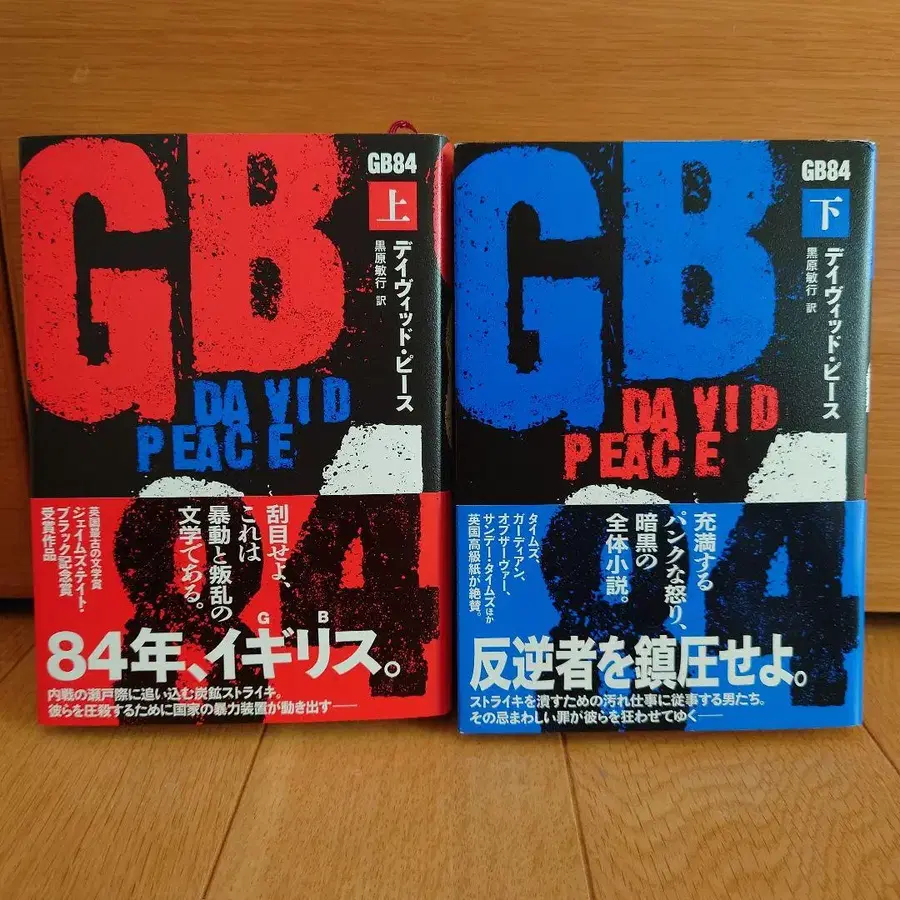 GB
84
DAVID
PEACE
GB84
上
デイヴィッド・ピース
黒原敏行 訳
刮目せよ、
これは
暴動と叛乱の
文学である。
英国最古の文学賞
ジェイムズ・テイト・
ブラック記念賞
受賞作品
GB
84年、イギリス。
内戦の瀬戸際に追い込む炭鉱ストライキ。
彼らを圧殺するために国家の暴力装置が動き出す――
GB
84
DAVID
PEACE
GB84
下
デイヴィッド・ピース
黒原敏行 訳
充満する
パンクな怒り、
暗黒の
全体小説。
タイムズ、
ガーディアン、
オブザーヴァー、
サンデー・タイムズほか
英国高級紙が絶賛。
反逆者を鎮圧せよ。
ストライキを潰すための汚れ仕事に従事する男たち。
その忌まわしい罪が彼らを狂わせてゆく――